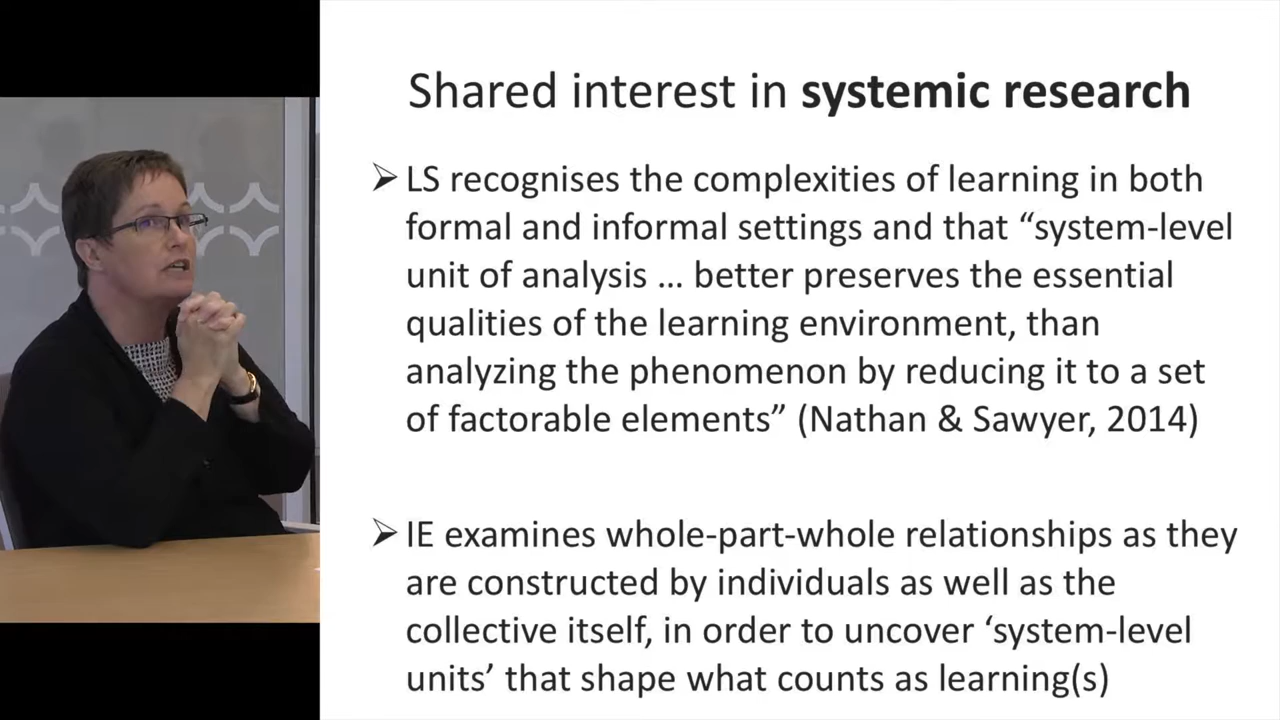 Shared interest in systemic research
➢ LS recognises the complexities of learning in both
formal and informal settings and that “system-level
unit of analysis … better preserves the essential
qualities of the learning environment, than
analyzing the phenomenon by reducing it to a set
of factorable elements” (Nathan & Sawyer, 2014)
➢ IE examines whole-part-whole relationships as they
are constructed by individuals as well as the
collective itself, in order to uncover ‘system-level
units’ that shape what counts as learning(s)